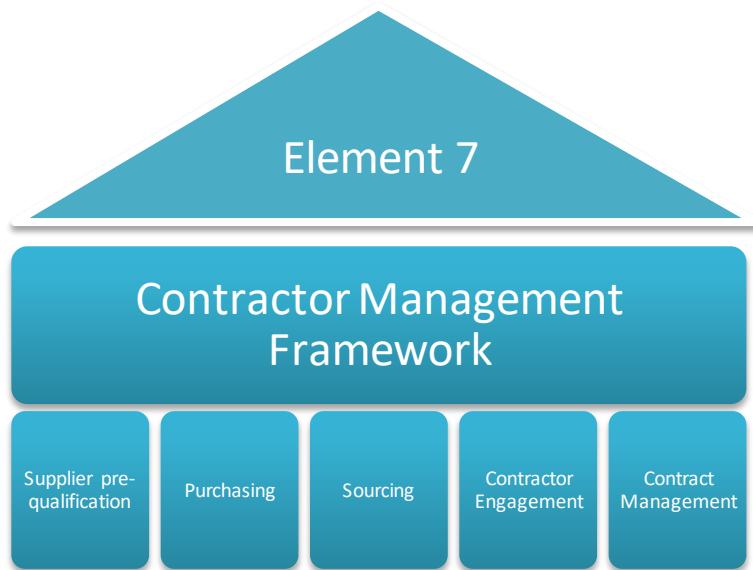 Element 7
Contractor Management
Framework
Supplier pre-
qualification
Purchasing
Sourcing
Contractor
Engagement
Contract
Management